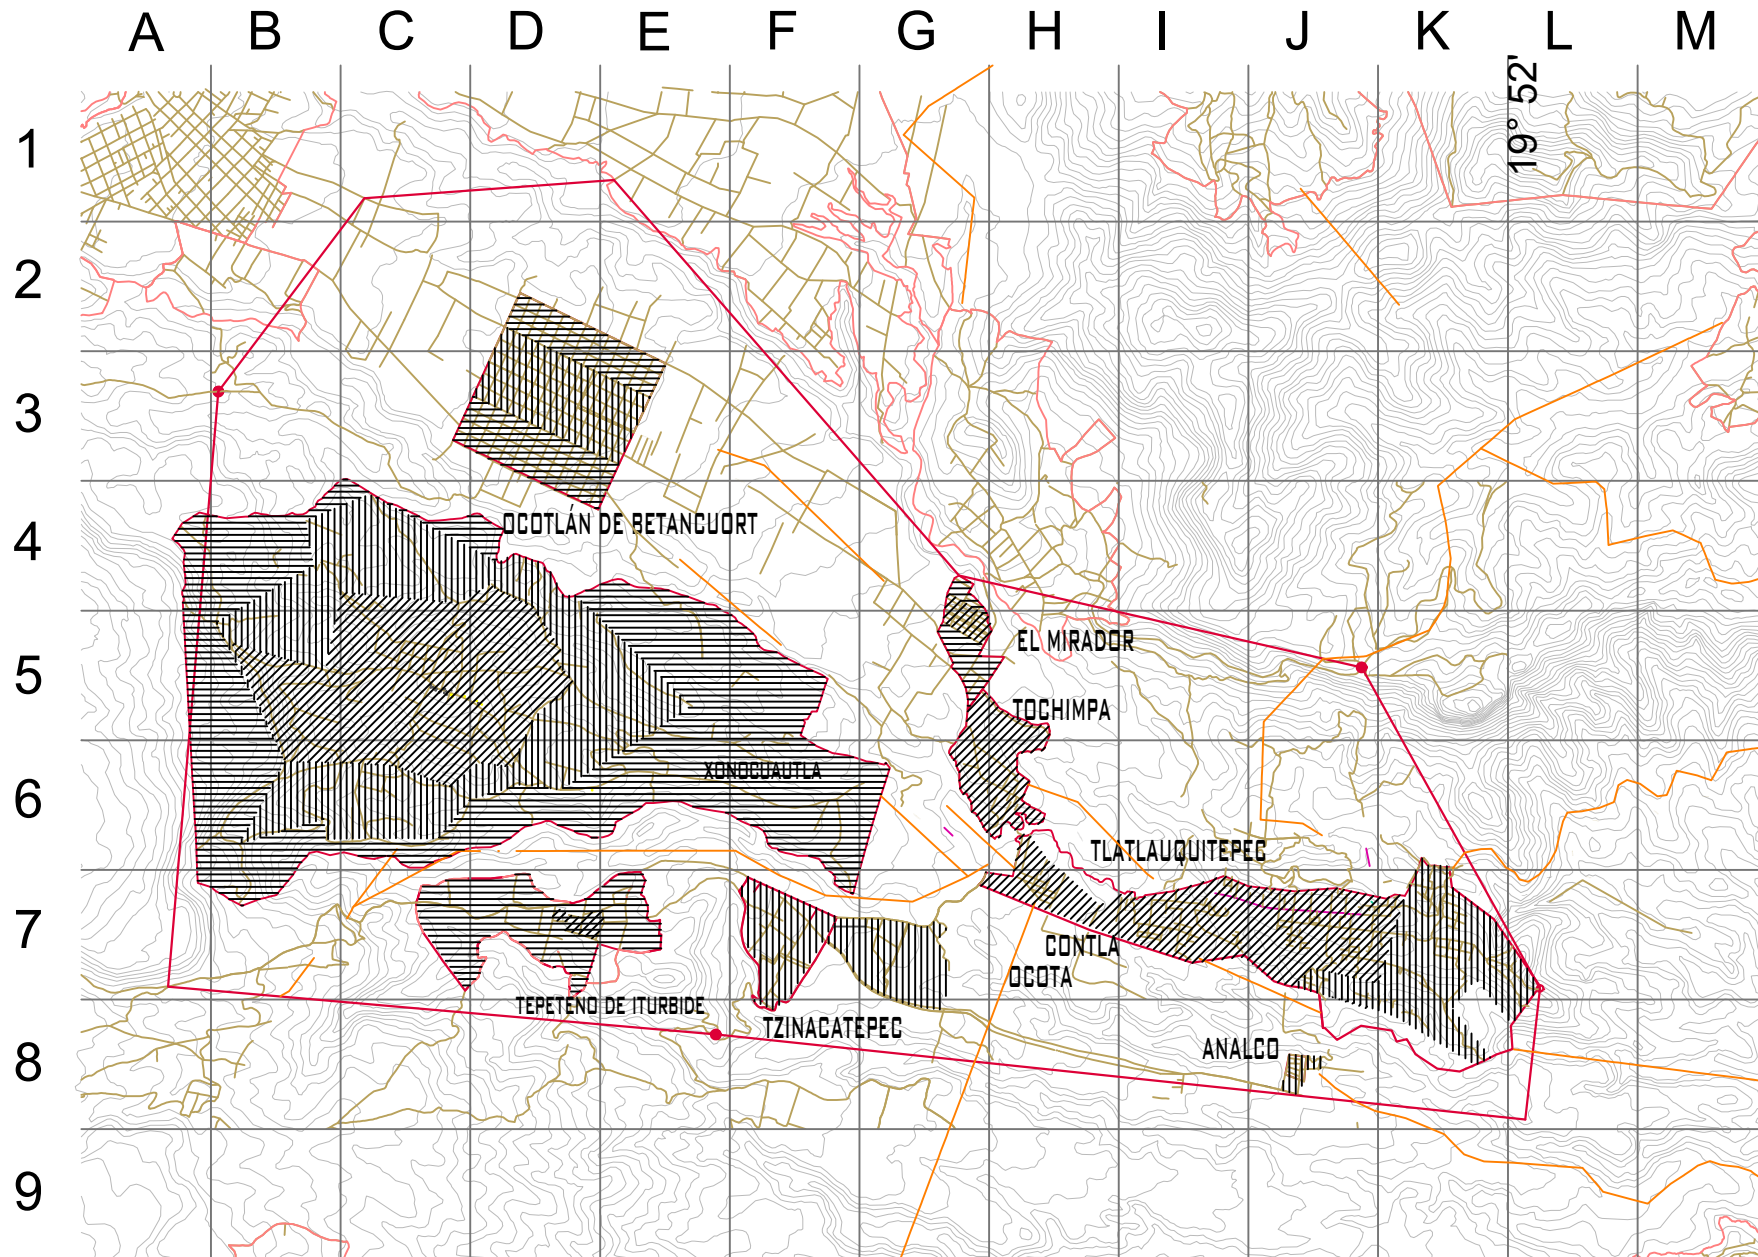 A B C D E F G H I J K L M
19° 52'
1
2
3
4
5
6
7
8
9
OCOTLÁN DE BETANCUORT
EL MIRADOR
TOCHIMPA
XONOCUAUTLA
TLATLAUQUITEPEC
CONTLA
OCOTA
TEPETENO DE ITURBIDE
TZINACATEPEC
ANALCO